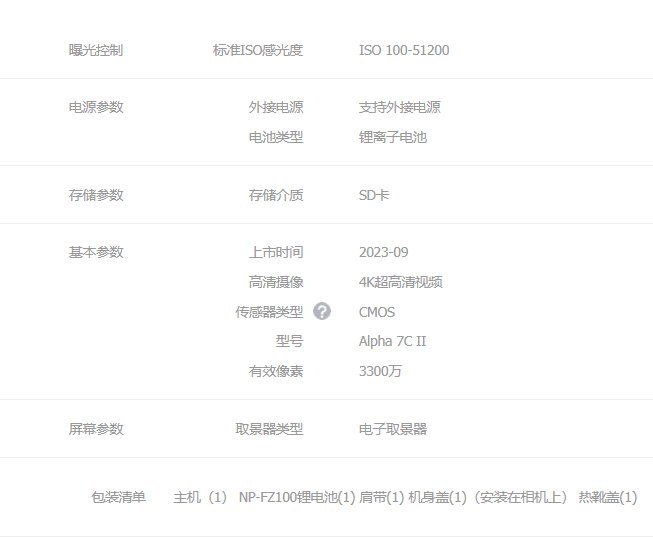 曝光控制 标准ISO感光度 ISO 100-51200
电源参数 外接电源 支持外接电源
电池类型 锂离子电池
存储参数 存储介质 SD卡
基本参数 上市时间 2023-09
高清摄像 4K超高清视频
传感器类型 ? CMOS
型号 Alpha 7C II
有效像素 3300万
屏幕参数 取景器类型 电子取景器
包装清单 主机（1） NP-FZ100锂电池(1) 肩带(1) 机身盖(1)（安装在相机上） 热靴盖(1)